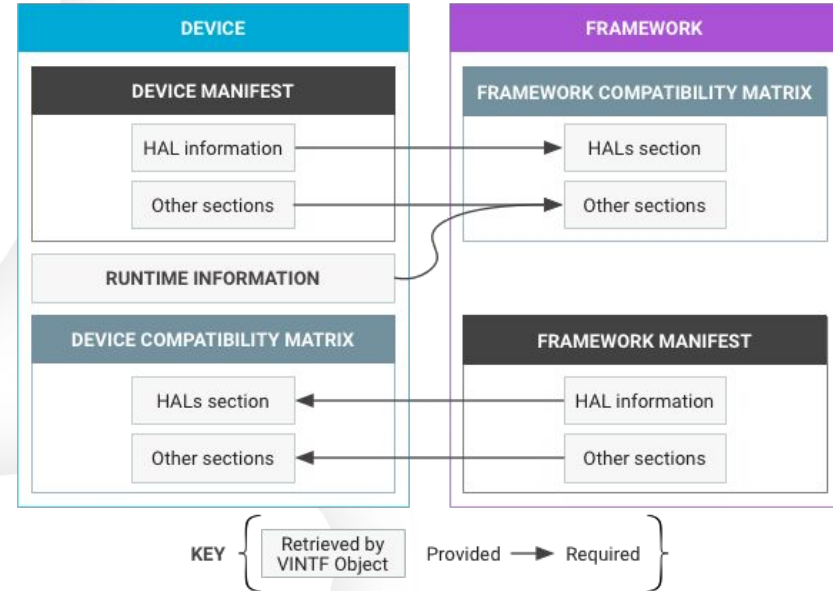 DEVICE
DEVICE MANIFEST
HAL information
Other sections
RUNTIME INFORMATION
DEVICE COMPATIBILITY MATRIX
HALs section
Other sections
FRAMEWORK
FRAMEWORK COMPATIBILITY MATRIX
HALs section
Other sections
FRAMEWORK MANIFEST
HAL information
Other sections
KEY
Retrieved by
VINTF Object
Provided
Required